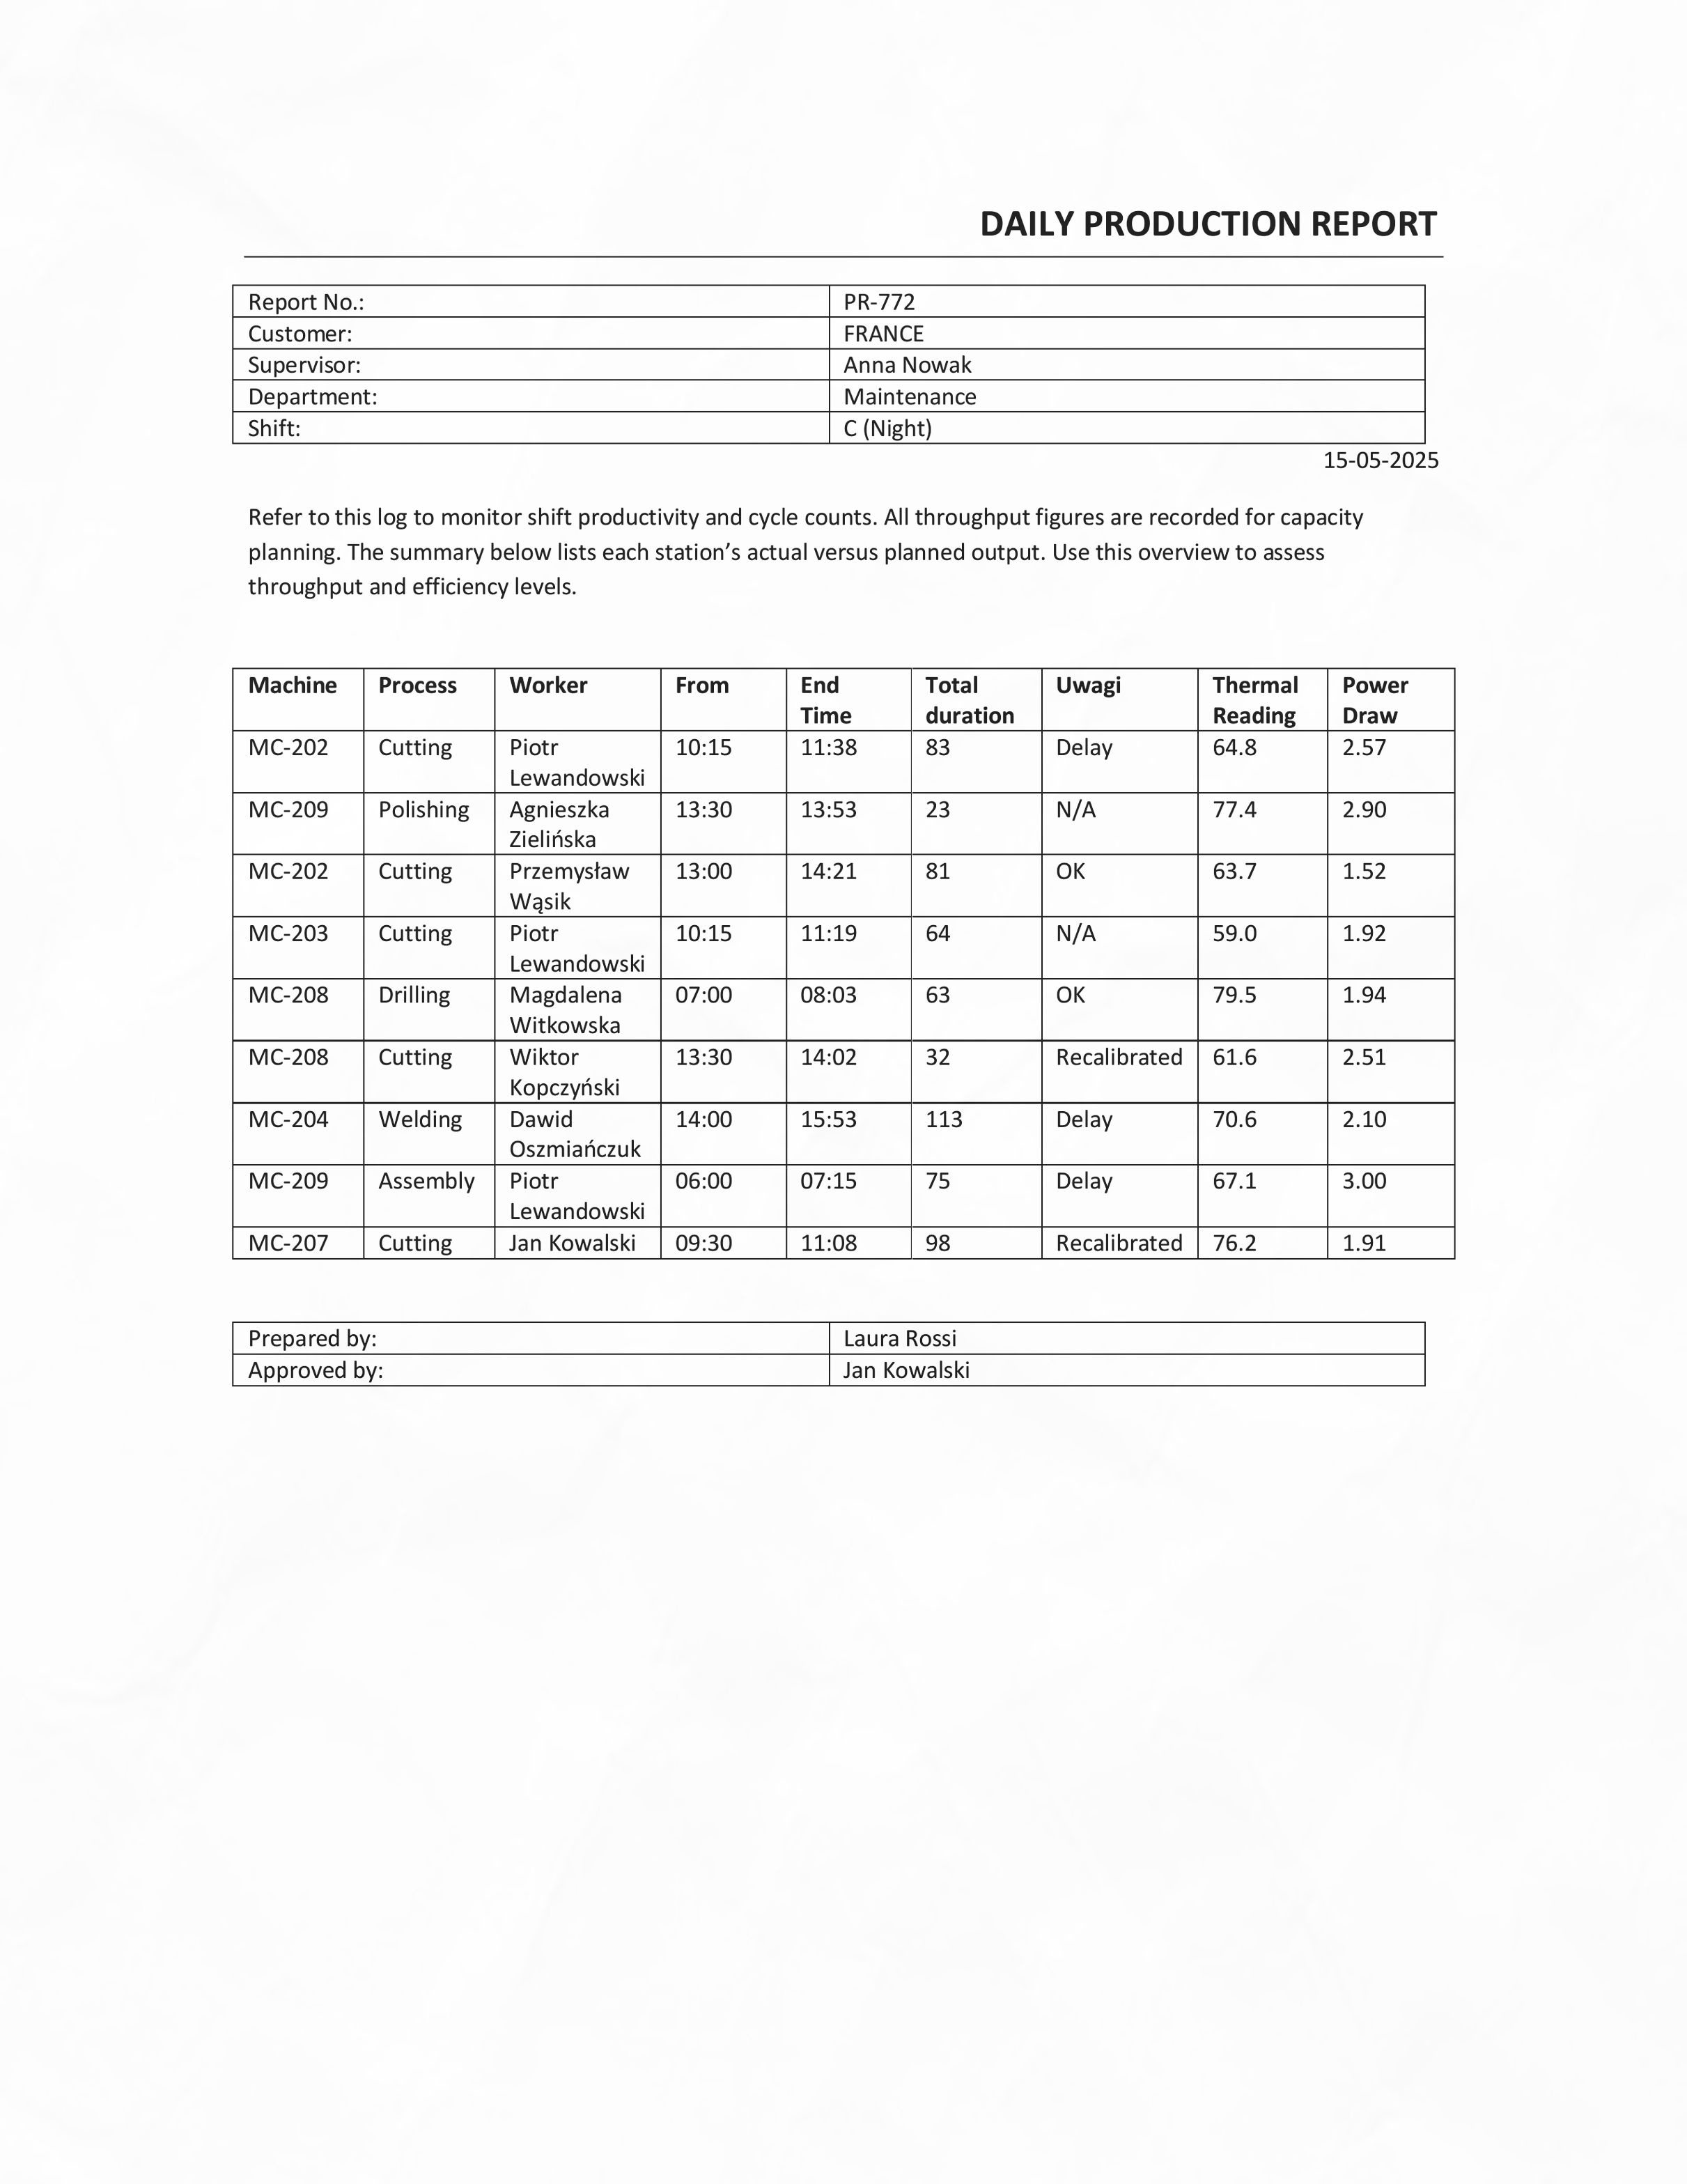 DAILY PRODUCTION REPORT
Report No.: PR-772
Customer: FRANCE
Supervisor: Anna Nowak
Department: Maintenance
Shift: C (Night)
15-05-2025
Refer to this log to monitor shift productivity and cycle counts. All throughput figures are recorded for capacity
planning. The summary below lists each station’s actual versus planned output. Use this overview to assess
throughput and efficiency levels.
Machine Process Worker From End Time Total duration Uwagi Thermal Reading Power Draw
MC-202 Cutting Piotr Lewandowski 10:15 11:38 83 Delay 64.8 2.57
MC-209 Polishing Agnieszka Zielińska 13:30 13:53 23 N/A 77.4 2.90
MC-202 Cutting Przemysław Wąsik 13:00 14:21 81 OK 63.7 1.52
MC-203 Cutting Piotr Lewandowski 10:15 11:19 64 N/A 59.0 1.92
MC-208 Drilling Magdalena Witkowska 07:00 08:03 63 OK 79.5 1.94
MC-208 Cutting Wiktor Kopczyński 13:30 14:02 32 Recalibrated 61.6 2.51
MC-204 Welding Dawid Oszmiańczuk 14:00 15:53 113 Delay 70.6 2.10
MC-209 Assembly Piotr Lewandowski 06:00 07:15 75 Delay 67.1 3.00
MC-207 Cutting Jan Kowalski 09:30 11:08 98 Recalibrated 76.2 1.91
Prepared by: Laura Rossi
Approved by: Jan Kowalski